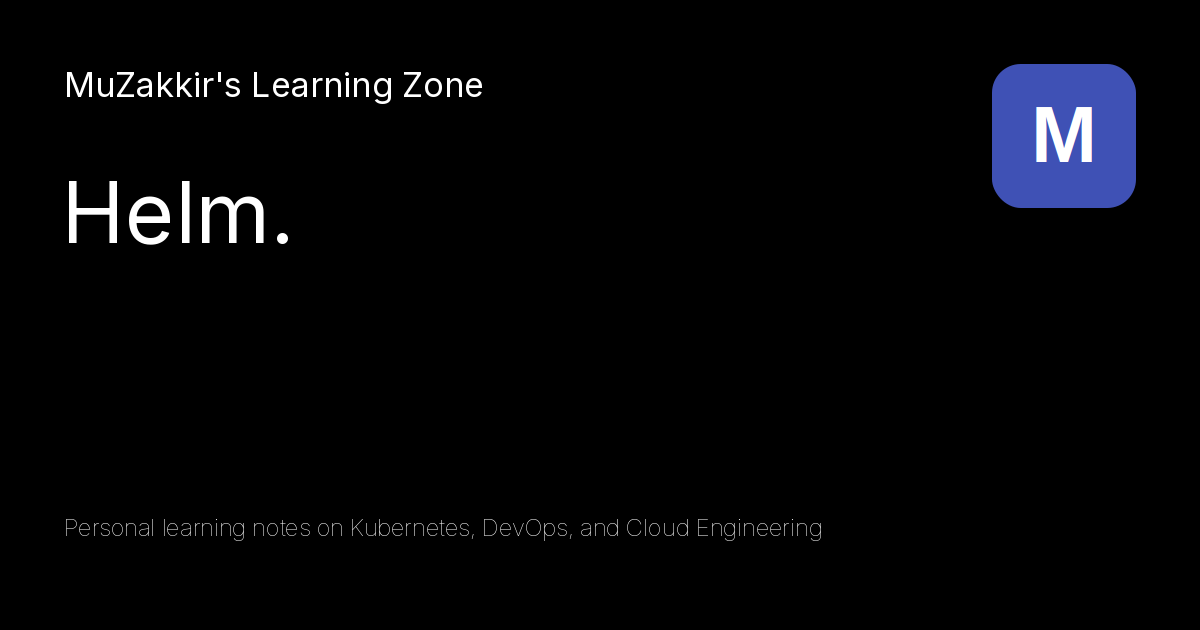 MuZakkir's Learning Zone
M
Helm.
Personal learning notes on Kubernetes, DevOps, and Cloud Engineering